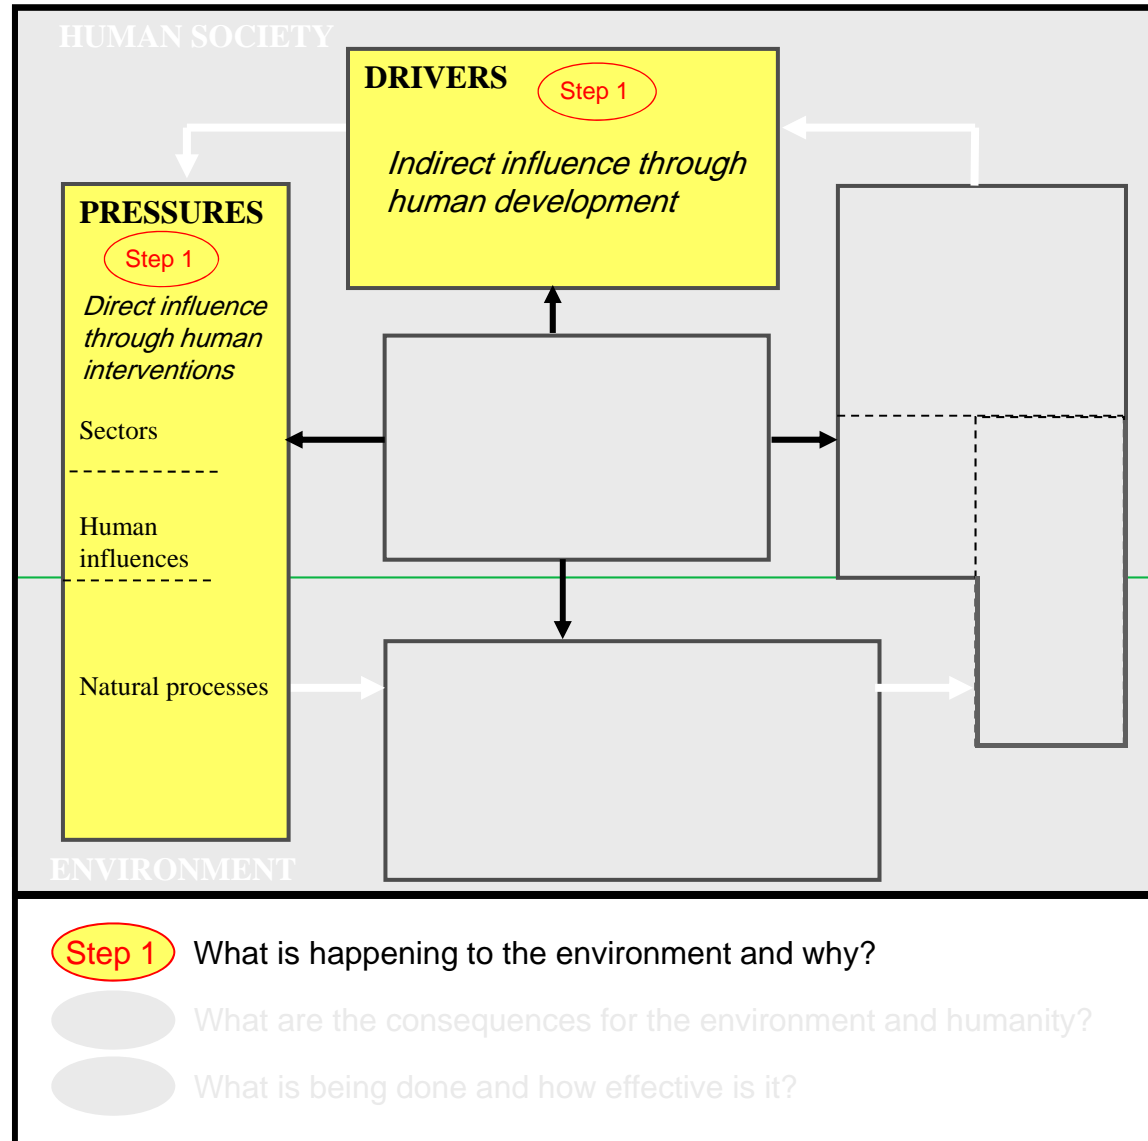 HUMAN SOCIETY
DRIVERS
Step 1
Indirect influence through
human development
PRESSURES
Step 1
Direct influence
through human
interventions
Sectors
Human
influences
Natural processes
ENVIRONMENT
Step 1 What is happening to the environment and why?
What are the consequences for the environment and humanity?
What is being done and how effective is it?